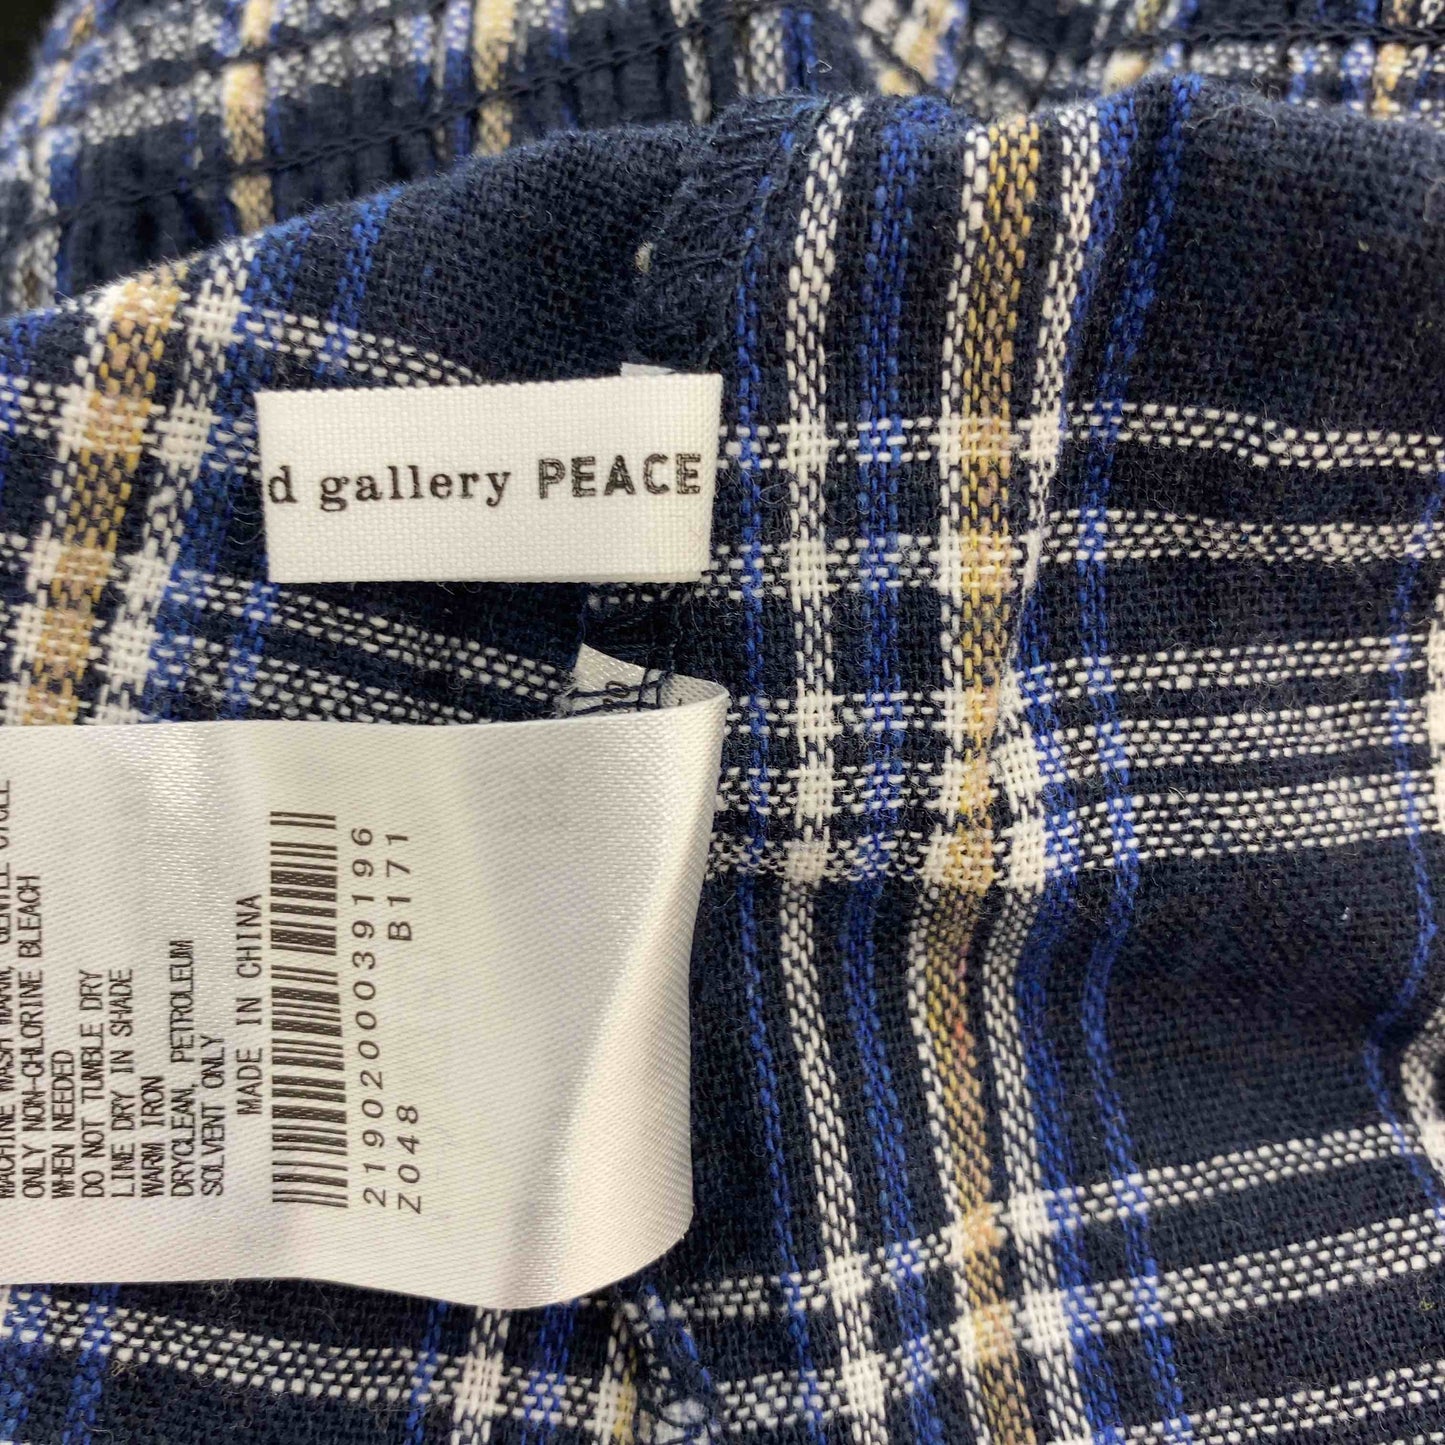 d gallery PEACE
MACHINE WASH WARM, GENTLE CYCLE
ONLY NON-CHLORINE BLEACH
WHEN NEEDED
DO NOT TUMBLE DRY
LINE DRY IN SHADE
WARM IRON
DRYCLEAN, PETROLEUM
SOLVENT ONLY
MADE IN CHINA
2190200039196
Z048 B171